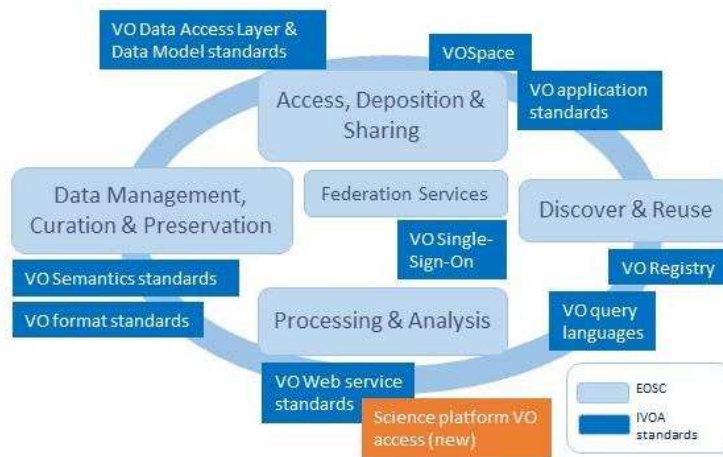 VO Data Access Layer &
Data Model standards
VOSpace
VO application
standards
Access, Deposition &
Sharing
Data Management,
Curation & Preservation
Federation Services
Discover & Reuse
VO Single-
Sign-On
VO Semantics standards
VO Registry
VO format standards
Processing & Analysis
VO query
languages
VO Web service
standards
Science platform VO
access (new)
EOSC
IVOA
standards